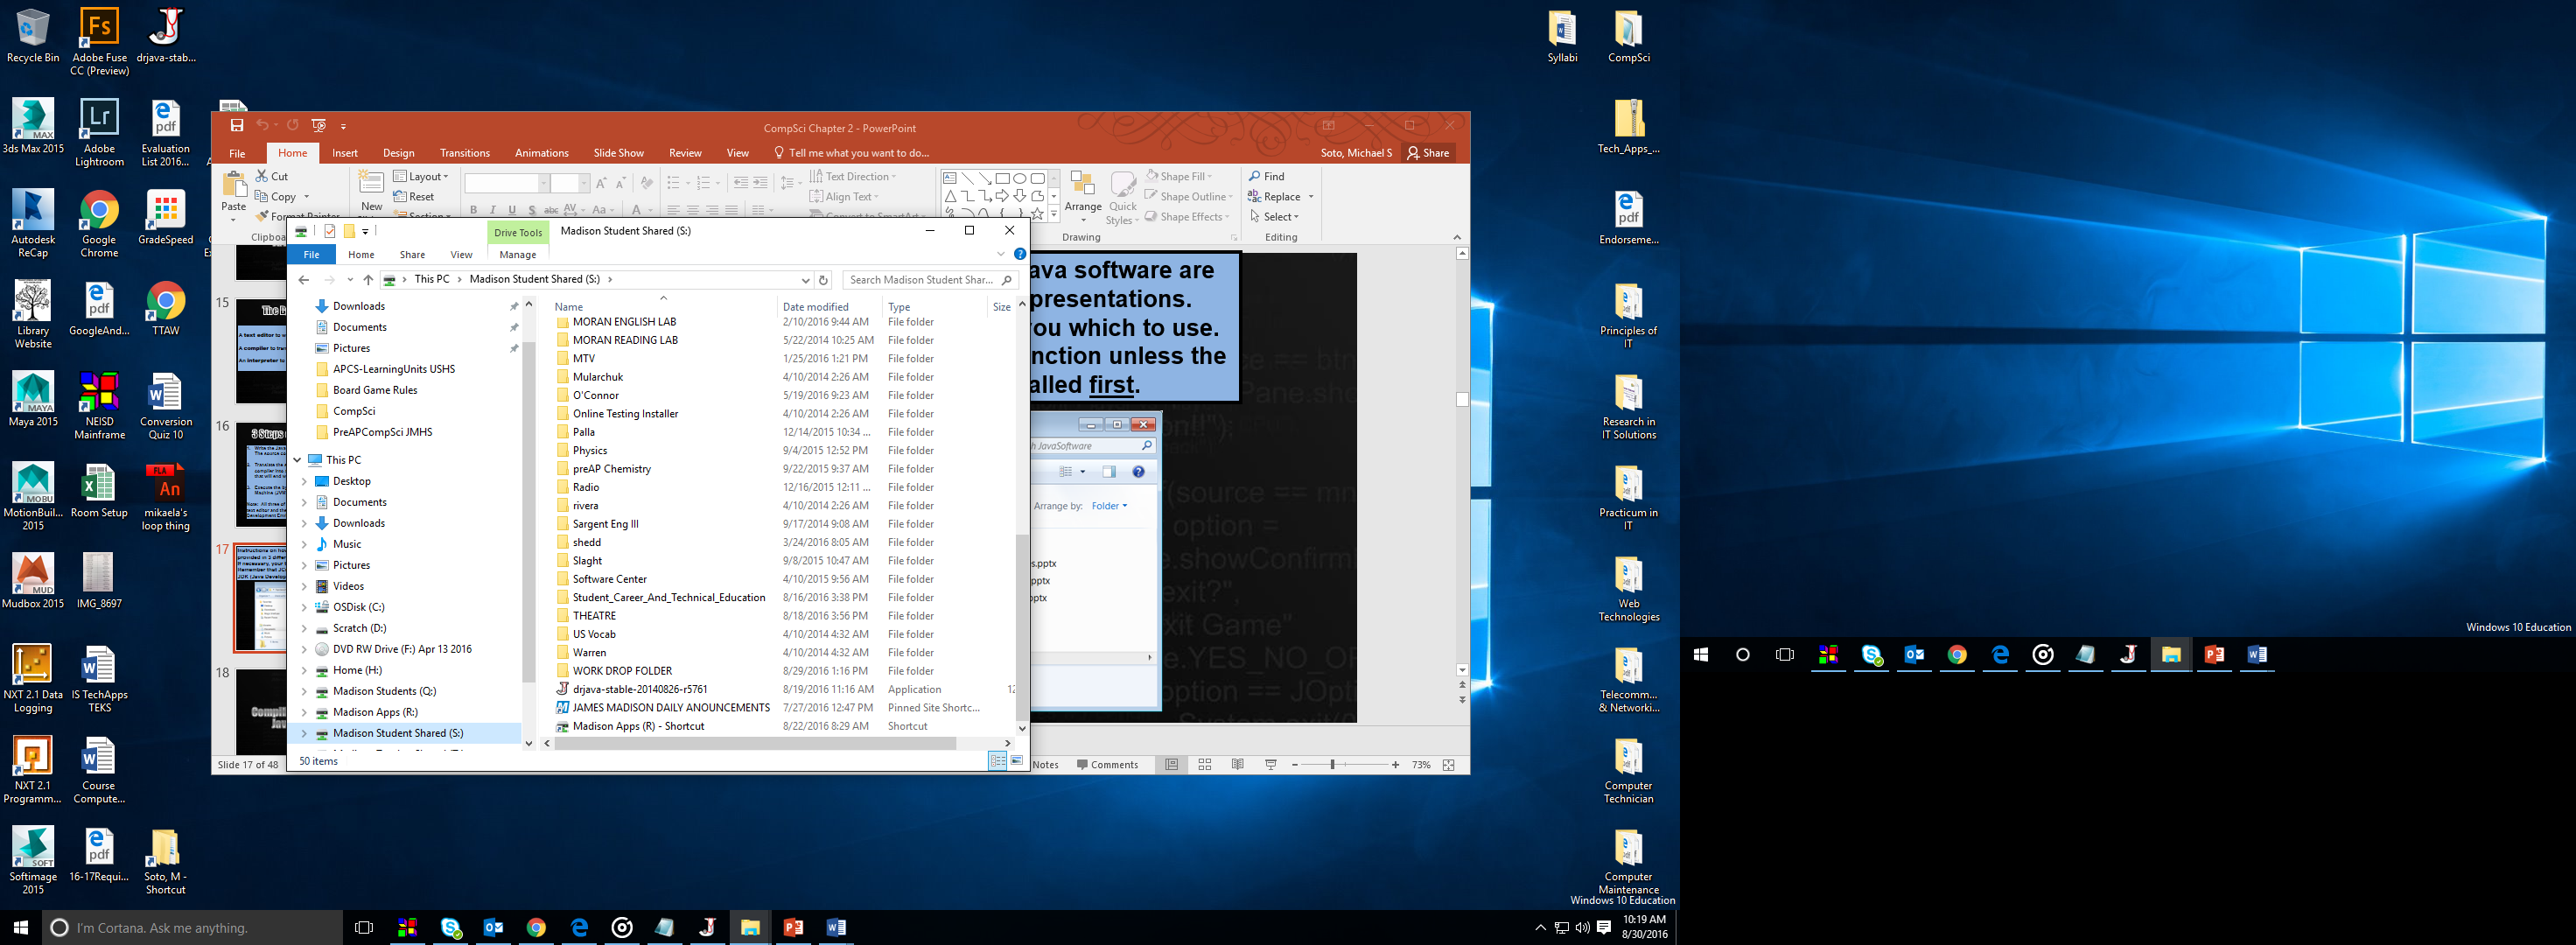 Recycle Bin
Adobe Fuse
CC (Preview)
drjava-stab...
3ds Max 2015
Adobe
Lightroom
Evaluation
List 2016...
Autodesk
ReCap
Google
Chrome
GradeSpeed
Library
Website
GoogleAnd...
TTAW
Maya 2015
NEISD
Mainframe
Conversion
Quiz 10
MotionBuil...
2015
Room Setup
mikaela's
loop thing
Mudbox 2015
IMG_8697
NXT 2.1 Data
Logging
IS TechApps
TEKS
NXT 2.1
Programm...
Course
Compute...
Softimage
2015
16-17Requi...
Soto, M -
Shortcut
CompSci Chapter 2 - PowerPoint
File
Home
Insert
Design
Transitions
Animations
Slide Show
Review
View
Tell me what you want to do...
Soto, Michael S
Share
Paste
Cut
Copy
Format Painter
New
Layout
Reset
Section
Text Direction
Align Text
Convert to SmartArt
Arrange
Quick
Styles
Shape Fill
Shape Outline
Shape Effects
Find
Replace
Select
Drawing
Editing
15
16
17
18
Drive Tools
Madison Student Shared (S:)
File
Home
Share
View
Manage
This PC
Madison Student Shared (S:)
Search Madison Student Shar...
Downloads
Documents
Pictures
APCS-LearningUnits USHS
Board Game Rules
CompSci
PreAPCompSci JMHS
This PC
Desktop
Documents
Downloads
Music
Pictures
Videos
OSDisk (C:)
Scratch (D:)
DVD RW Drive (F:) Apr 13 2016
Home (H:)
Madison Students (Q:)
Madison Apps (R:)
Madison Student Shared (S:)
Name Date modified Type Size
MORAN ENGLISH LAB 2/10/2016 9:44 AM File folder
MORAN READING LAB 5/22/2014 10:25 AM File folder
MTV 1/25/2016 1:21 PM File folder
Mularchuk 4/10/2014 2:26 AM File folder
O'Connor 5/19/2016 9:23 AM File folder
Online Testing Installer 4/10/2014 2:26 AM File folder
Palla 12/14/2015 10:34 ... File folder
Physics 9/4/2015 12:52 PM File folder
preAP Chemistry 9/22/2015 9:37 AM File folder
Radio 12/16/2015 12:11 ... File folder
rivera 4/10/2014 2:26 AM File folder
Sargent Eng III 9/17/2014 9:08 AM File folder
shedd 3/24/2016 8:05 AM File folder
Slaght 9/8/2015 10:47 AM File folder
Software Center 4/10/2015 9:56 AM File folder
Student_Career_And_Technical_Education 8/16/2016 3:38 PM File folder
THEATRE 8/18/2016 3:56 PM File folder
US Vocab 4/10/2014 4:32 AM File folder
Warren 4/10/2014 4:32 AM File folder
WORK DROP FOLDER 8/29/2016 1:16 PM File folder
drjava-stable-20140826-r5761 8/19/2016 11:16 AM Application 12
JAMES MADISON DAILY ANOUNCEMENTS 7/27/2016 12:47 PM Pinned Site Shortc...
Madison Apps (R) - Shortcut 8/22/2016 8:29 AM Shortcut
50 items
ava software are
presentations.
you which to use.
nction unless the
alled first.
JavaSoftware
Arrange by: Folder
s.pptx
pptx
pptx
Slide 17 of 48
Notes
Comments
73%
Syllabi
CompSci
Tech_Apps_...
Endorseme...
Principles of
IT
Research in
IT Solutions
Practicum in
IT
Web
Technologies
Telecomm...
& Networki...
Computer
Technician
Computer
Maintenance
Windows 10 Education
I'm Cortana. Ask me anything.
10:19 AM
8/30/2016
Windows 10 Education